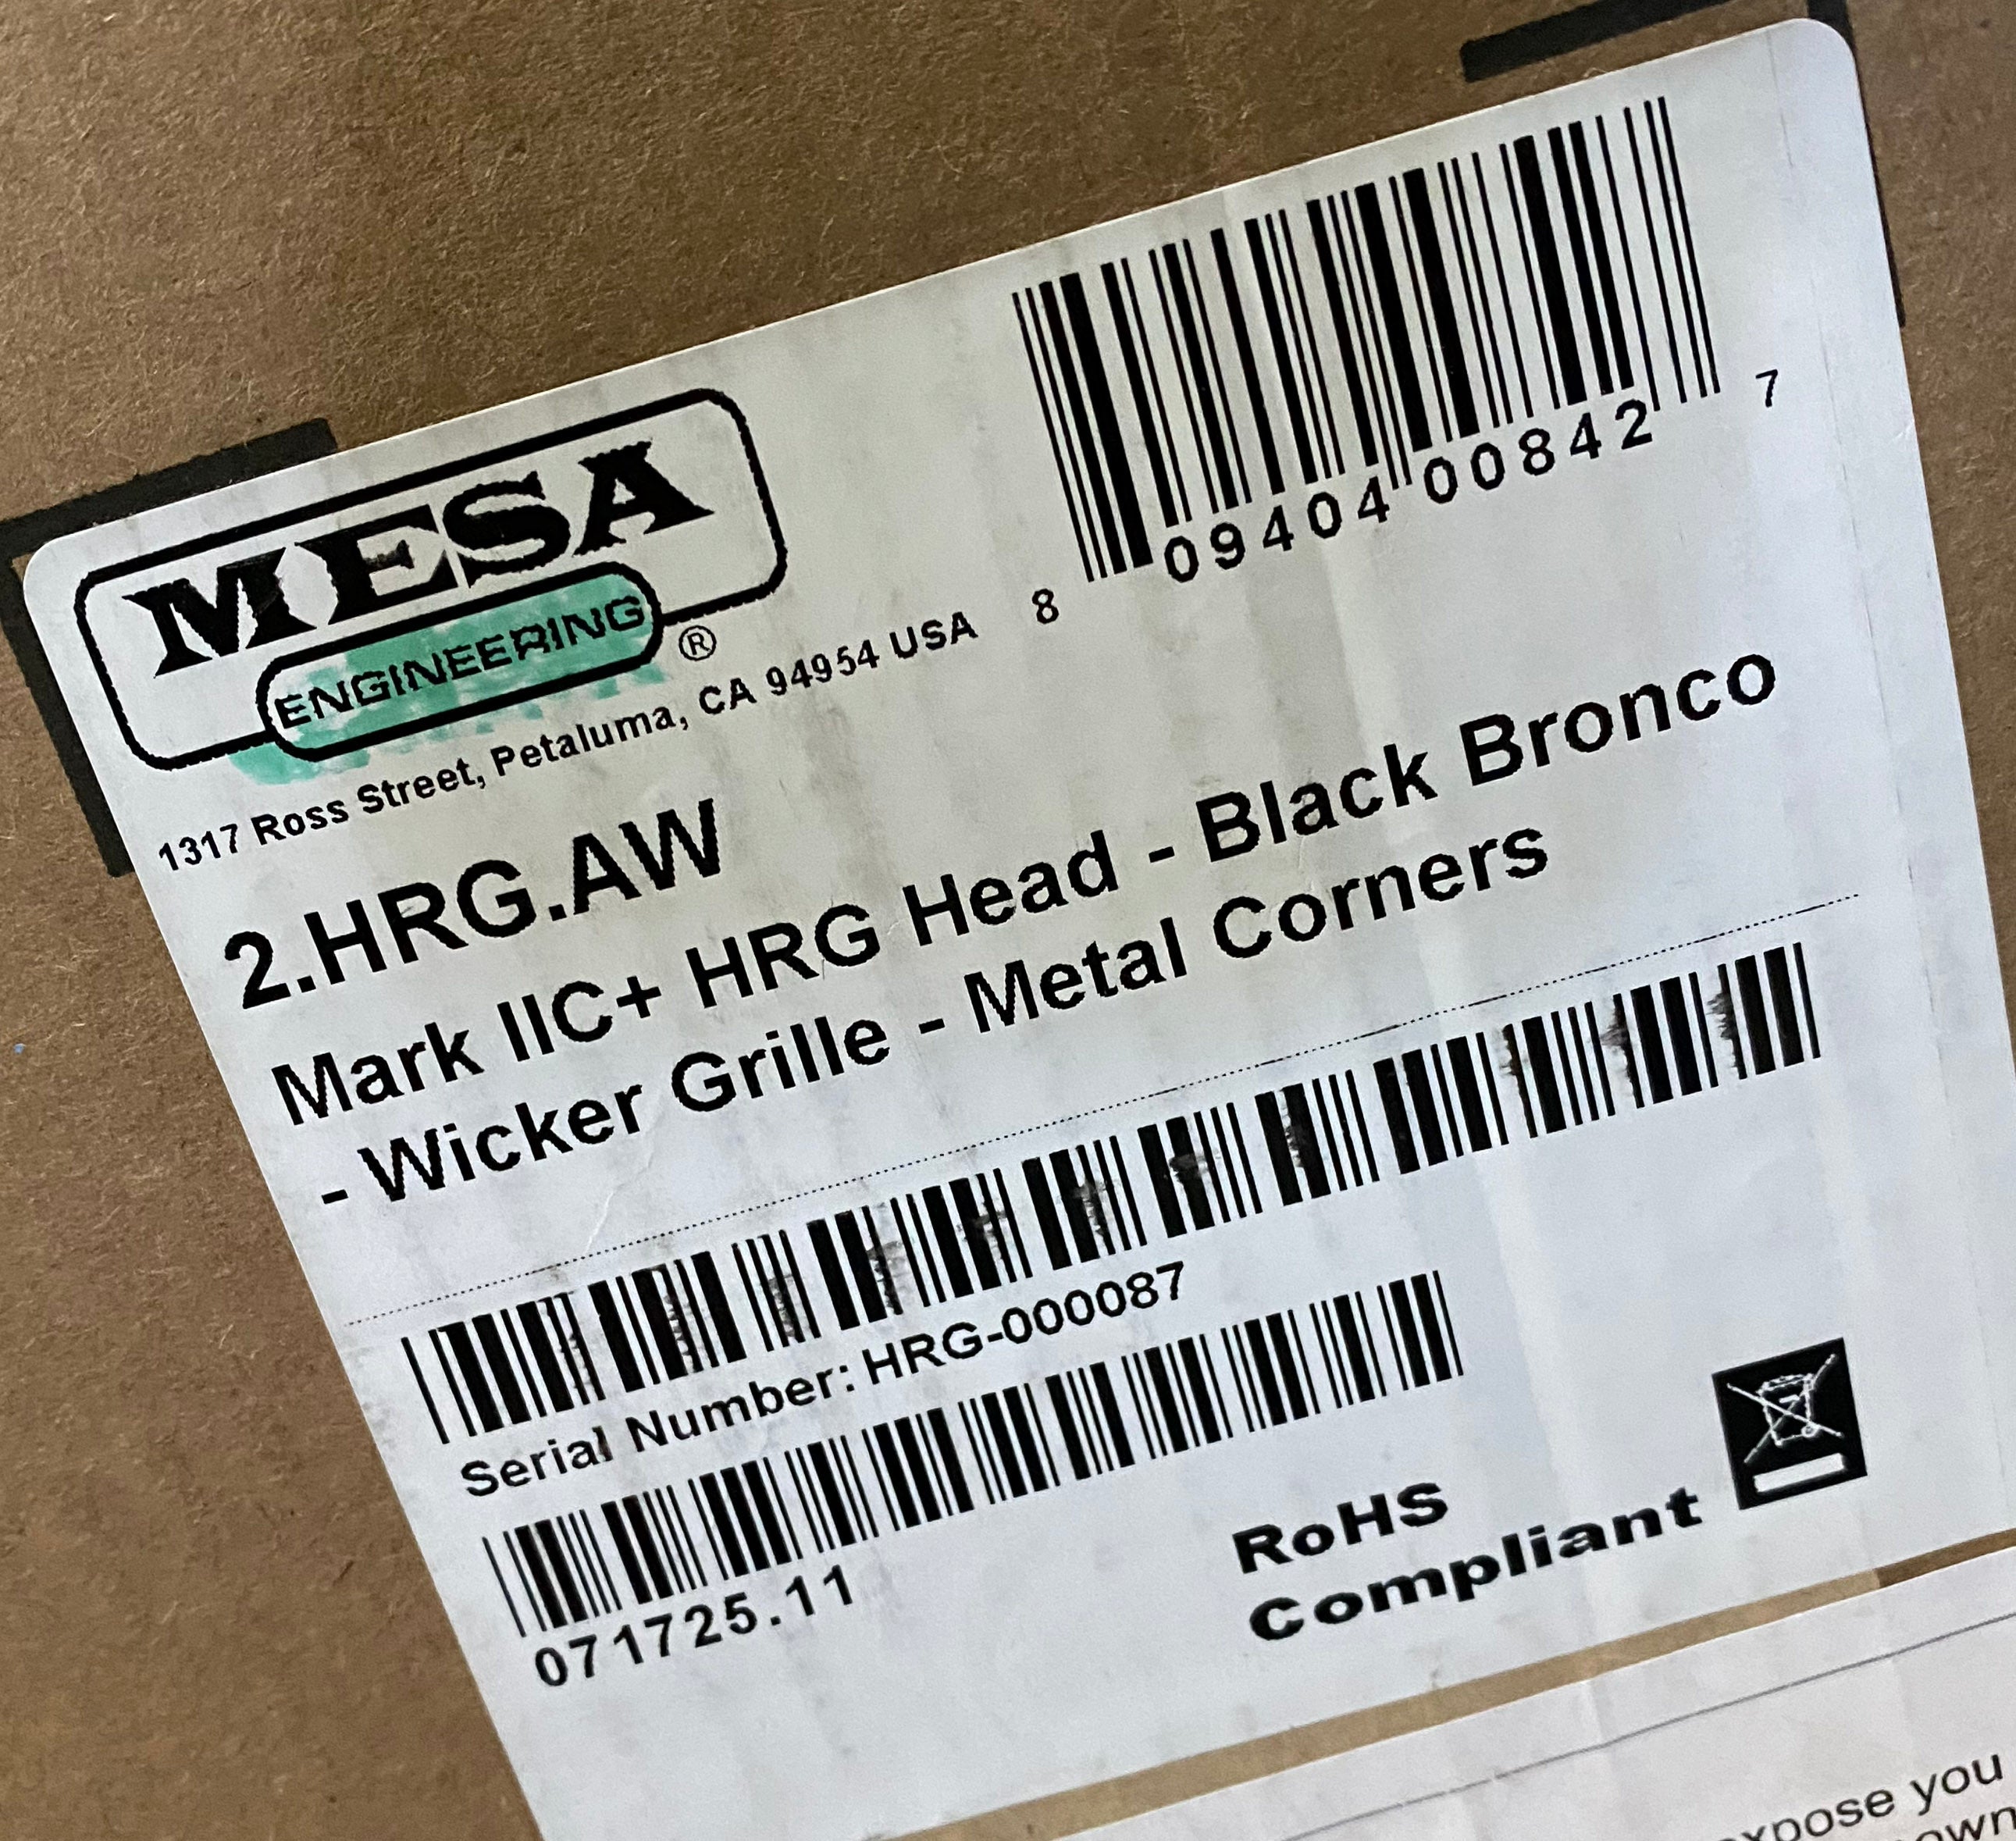 MESA
ENGINEERING ®
1317 Ross Street, Petaluma, CA 94954 USA
8 09404 00842 7
2.HRG.AW
Mark IIC+ HRG Head - Black Bronco
- Wicker Grille - Metal Corners
Serial Number: HRG-000087
071725.11
RoHS
Compliant
expose you